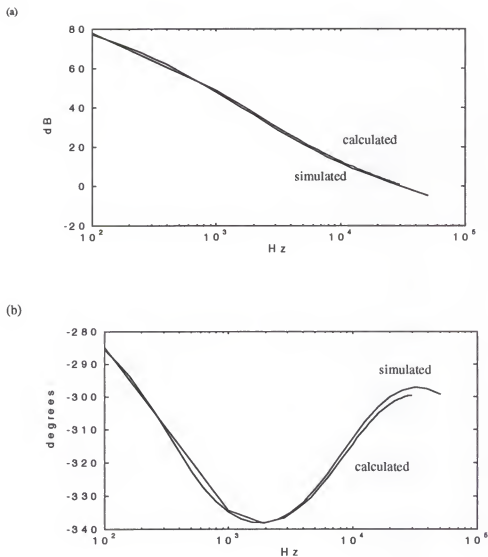 (a)
80
60
40
20
0
-20
dB
calculated
simulated
10²
10³
10⁴
10⁵
Hz
(b)
-280
-290
-300
-310
-320
-330
-340
degrees
simulated
calculated
10²
10³
10⁴
10⁵
Hz